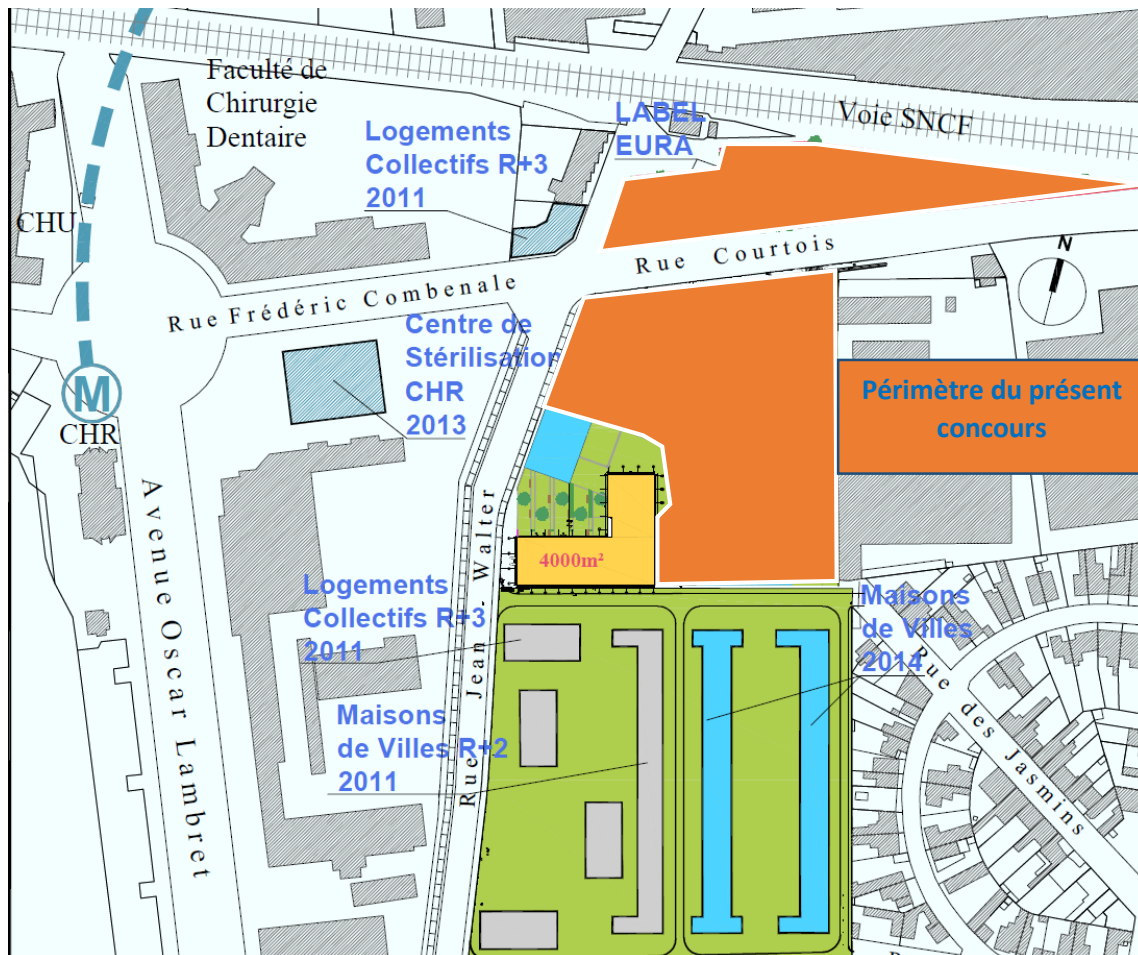 Faculté de
Chirurgie
Dentaire
Logements
Collectifs R+3
2011
LABEL
EURA
Voie SNCF
CHU
Rue Courtois
N
Rue Frédéric Combenale
Centre de
Stérilisation
CHR
2013
Périmètre du présent
concours
M
CHR
Avenue Oscar Lambret
Rue Jean Walter
4000m²
Logements
Collectifs R+3
2011
Maisons
de Villes
2014
Rue des Jasmins
Maisons
de Villes R+2
2011